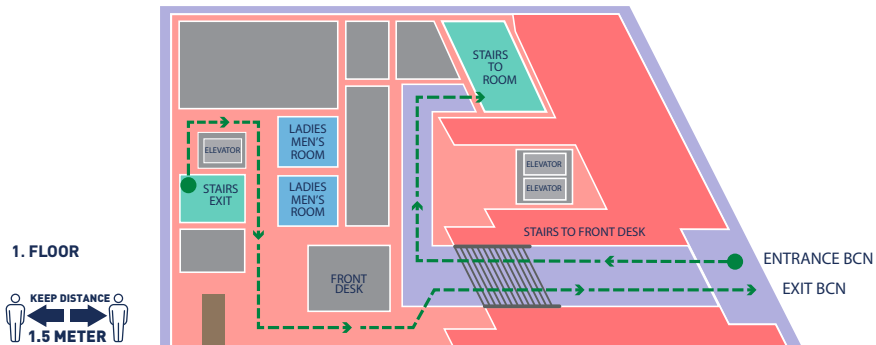 STAIRS
TO
ROOM
LADIES
MEN'S
ROOM
ELEVATOR
ELEVATOR
ELEVATOR
STAIRS
EXIT
LADIES
MEN'S
ROOM
STAIRS TO FRONT DESK
1. FLOOR
ENTRANCE BCN
FRONT
DESK
EXIT BCN
KEEP DISTANCE
1.5 METER